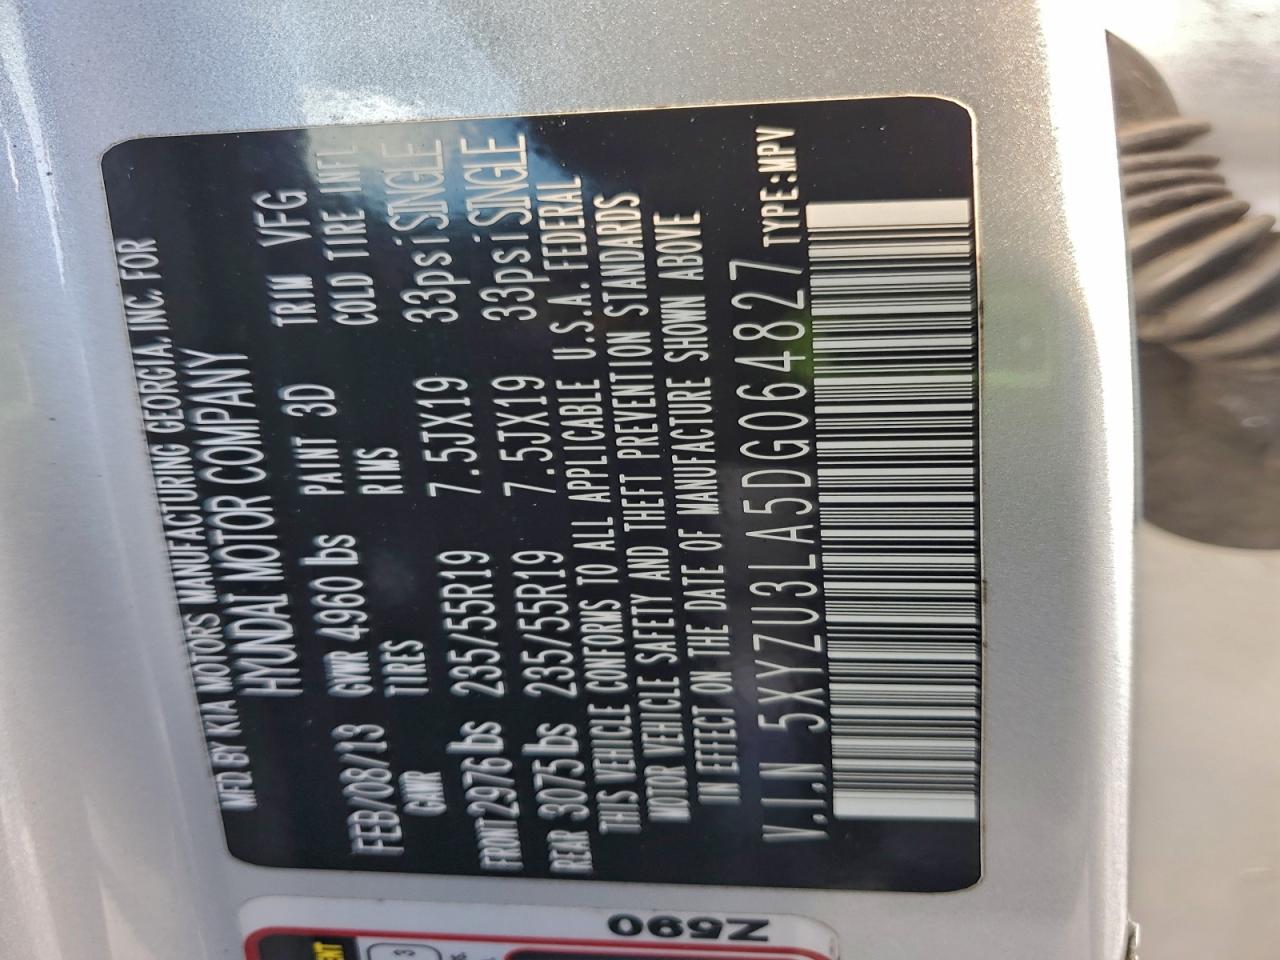 MFD. BY KIA MOTORS MANUFACTURING GEORGIA, INC. FOR
HYUNDAI MOTOR COMPANY
FEB/08/13 GVWR 4960 lbs PAINT 3D TRIM VFG
GAWR TIRES RIMS COLD TIRE INFL
FRONT 2976 lbs 235/55R19 7.5JX19 33psi SINGLE
REAR 3075 lbs 235/55R19 7.5JX19 33psi SINGLE
THIS VEHICLE CONFORMS TO ALL APPLICABLE U.S.A. FEDERAL
MOTOR VEHICLE SAFETY AND THEFT PREVENTION STANDARDS
IN EFFECT ON THE DATE OF MANUFACTURE SHOWN ABOVE
V.I.N 5XYZU3LA5DG064827 TYPE:MPV
Z590
3